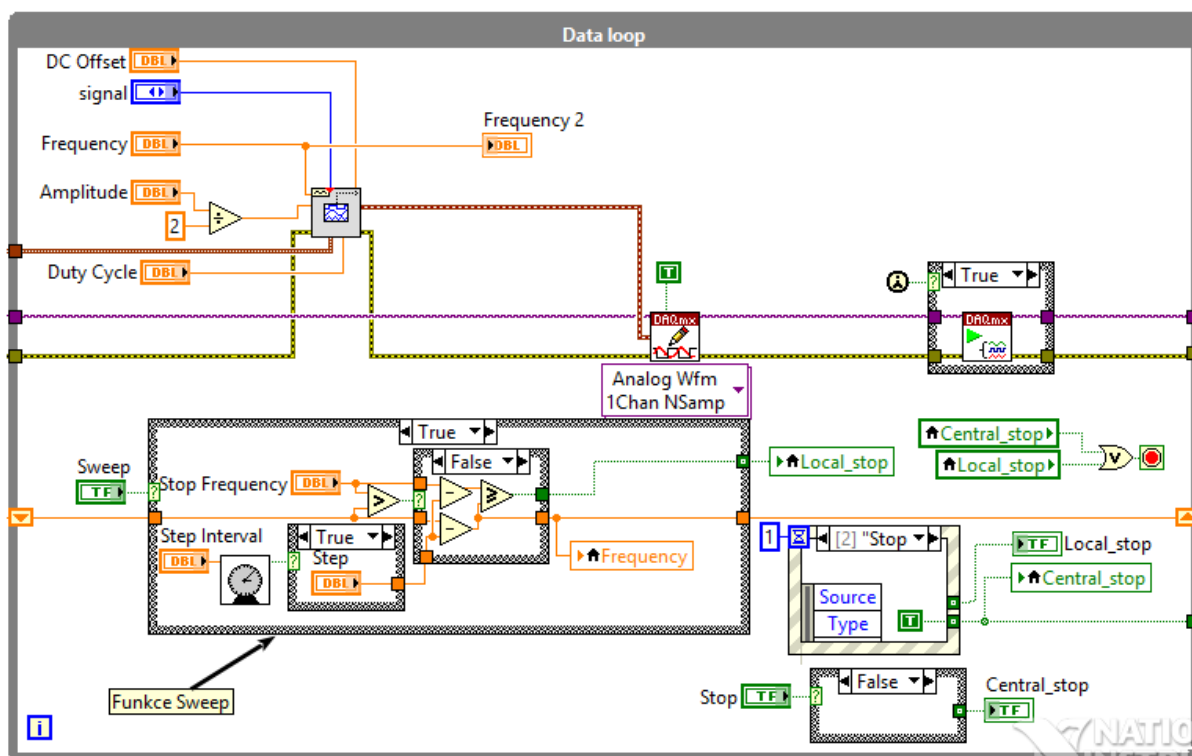 Data loop
DC Offset DBL
signal
Frequency DBL
Frequency 2
DBL
Amplitude DBL
2
÷
Duty Cycle DBL
T
? True
DAQmx
DAQmx
Analog Wfm
1Chan NSamp
True
Central_stop
Local_stop
V
Sweep
TF
?
Stop Frequency DBL
>
?
False
-
≥
-
Local_stop
Step Interval
DBL
?
True
Step
DBL
Frequency
1
[2] "Stop
Source
Type
T
TF Local_stop
Central_stop
Funkce Sweep
Stop TF
?
False
Central_stop
TF
i
NATIO